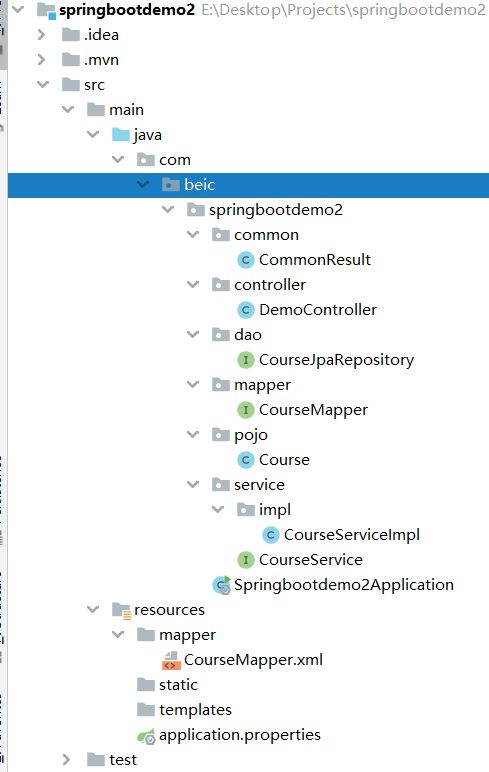 springbootdemo2 E:\Desktop\Projects\springbootdemo2
.idea
.mvn
src
main
java
com
beic
springbootdemo2
common
CommonResult
controller
DemoController
dao
CourseJpaRepository
mapper
CourseMapper
pojo
Course
service
impl
CourseServiceImpl
CourseService
Springbootdemo2Application
resources
mapper
CourseMapper.xml
static
templates
application.properties
test